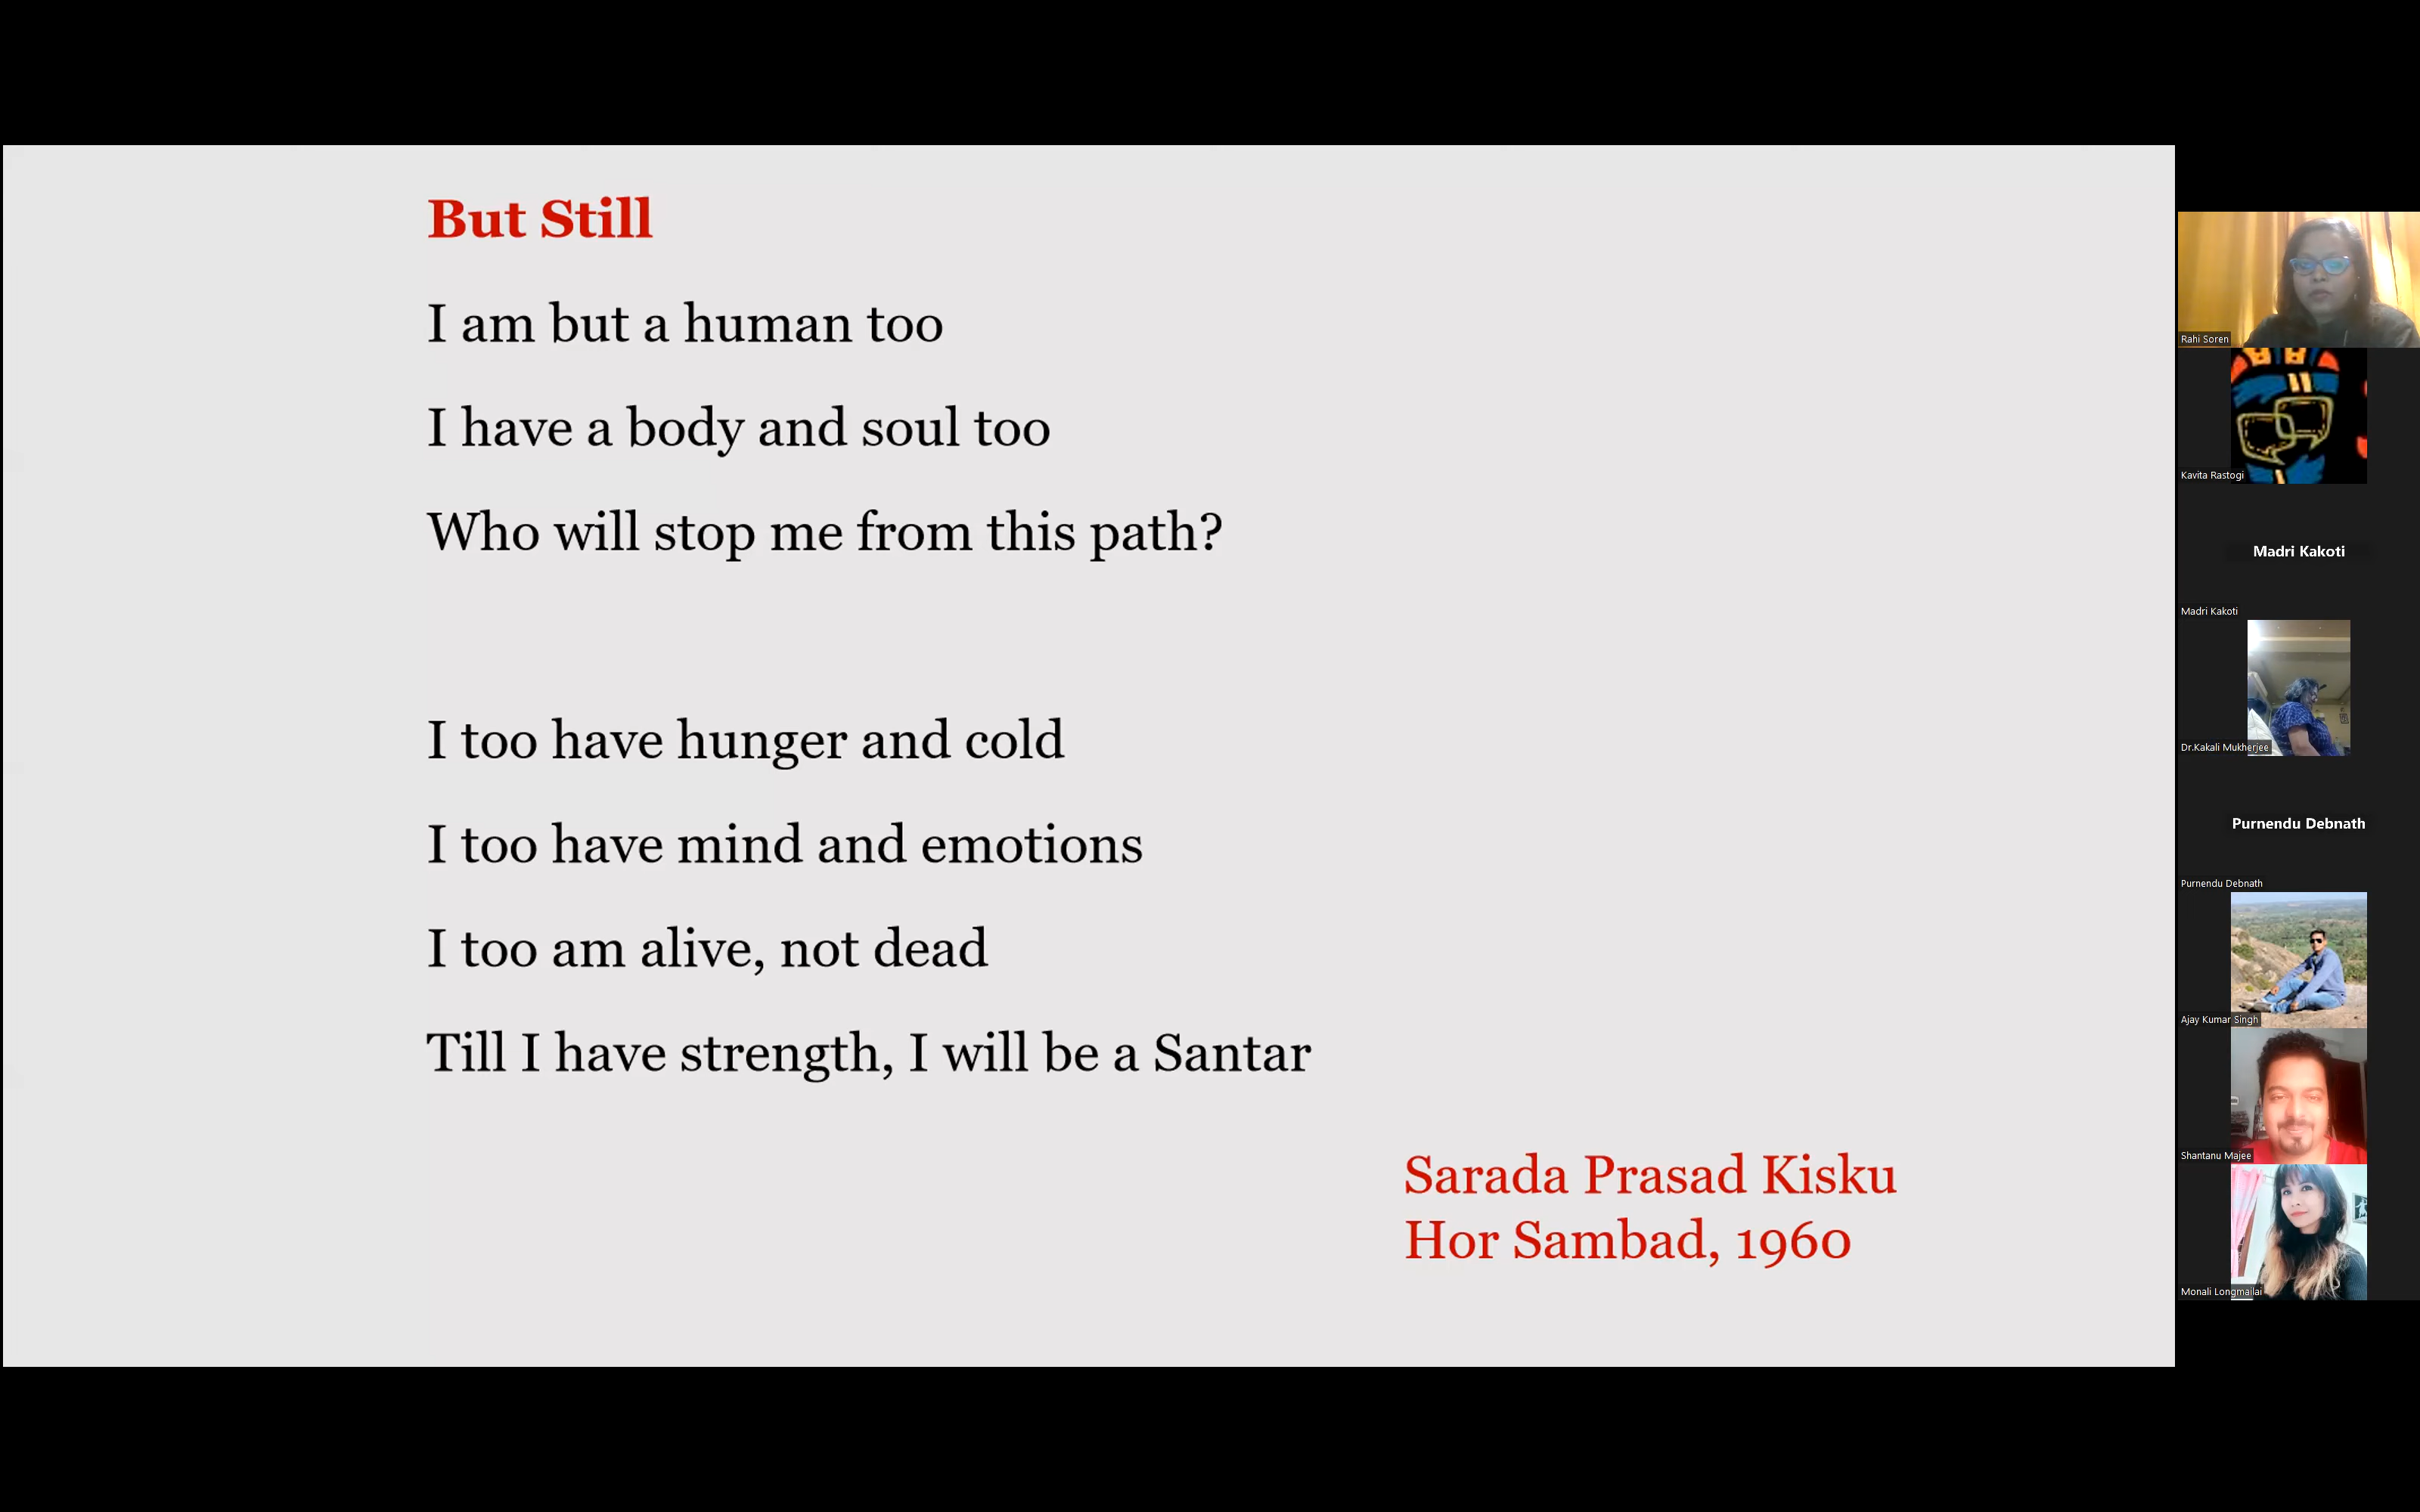 But Still
I am but a human too
I have a body and soul too
Who will stop me from this path?
I too have hunger and cold
I too have mind and emotions
I too am alive, not dead
Till I have strength, I will be a Santar
Sarada Prasad Kisku
Hor Sambad, 1960
Rahi Soren
Kavita Rastogi
Madri Kakoti
Madri Kakoti
Dr.Kakali Mukherjee
Purnendu Debnath
Purnendu Debnath
Ajay Kumar Singh
Shantanu Majee
Monali Longmailai